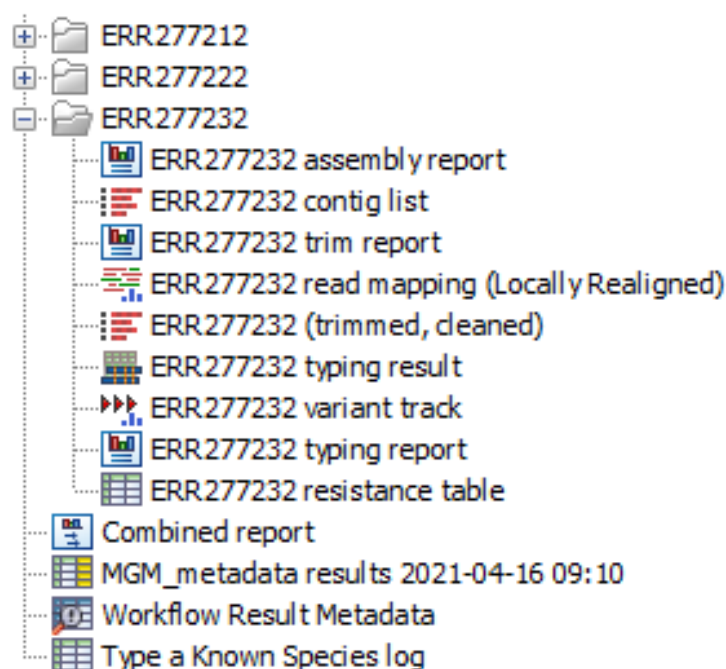 ERR277212
ERR277222
ERR277232
ERR277232 assembly report
ERR277232 contig list
ERR277232 trim report
ERR277232 read mapping (Locally Realigned)
ERR277232 (trimmed, cleaned)
ERR277232 typing result
ERR277232 variant track
ERR277232 typing report
ERR277232 resistance table
Combined report
MGM_metadata results 2021-04-16 09:10
Workflow Result Metadata
Type a Known Species log